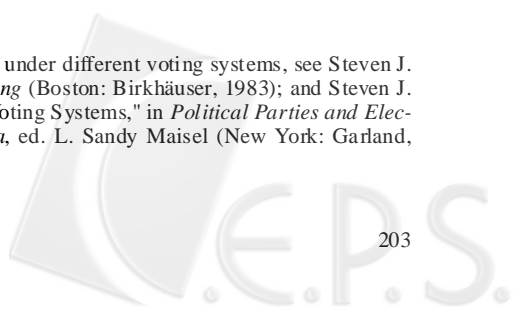 under different voting systems, see Steven J.
ng (Boston: Birkhäuser, 1983); and Steven J.
oting Systems," in Political Parties and Elec-
a, ed. L. Sandy Maisel (New York: Garland,
203
C.E.P.S.